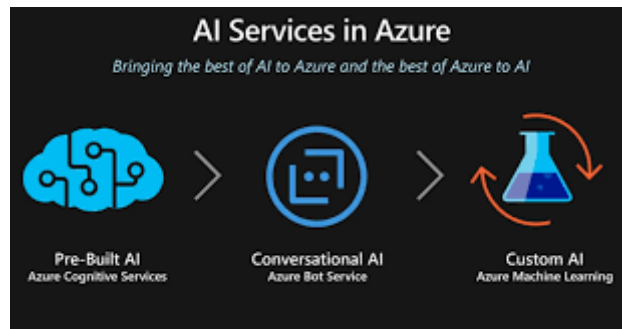 AI Services in Azure
Bringing the best of AI to Azure and the best of Azure to AI
Pre-Built AI
Azure Cognitive Services
Conversational AI
Azure Bot Service
Custom AI
Azure Machine Learning